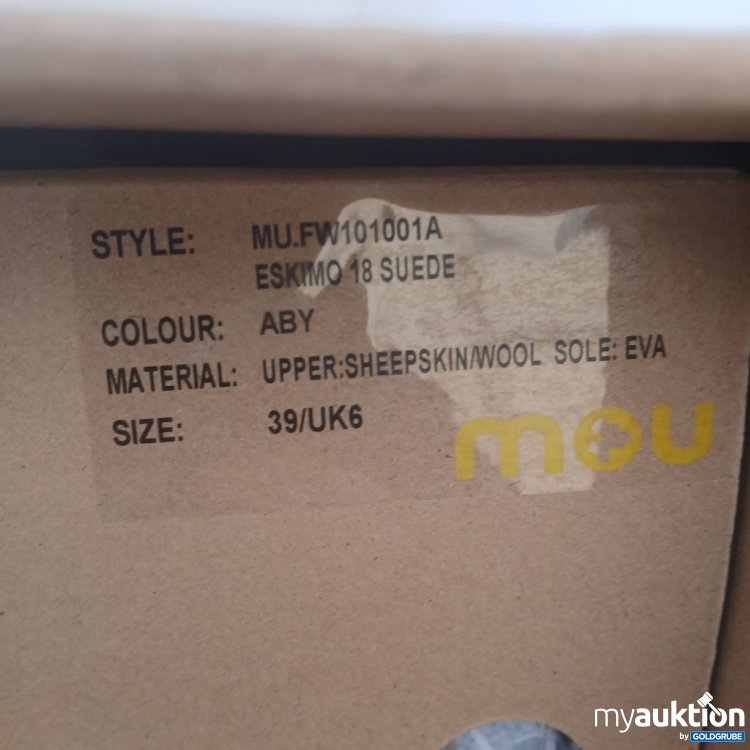 STYLE: MU.FW101001A
ESKIMO 18 SUEDE
COLOUR: ABY
MATERIAL: UPPER:SHEEPSKIN/WOOL SOLE: EVA
SIZE: 39/UK6
mou
myauktion
by GOLDGRUBE